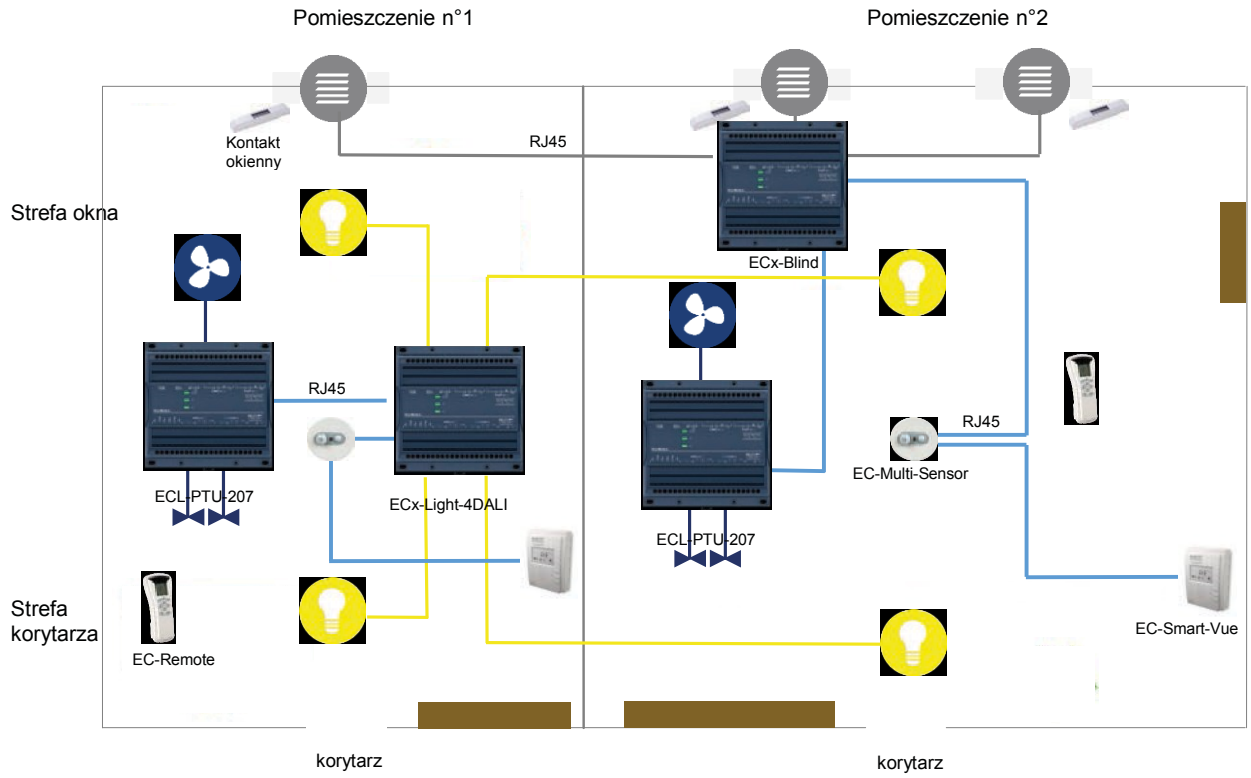 Pomieszczenie n°1
Pomieszczenie n°2
Kontakt
okienny
RJ45
Strefa okna
ECx-Blind
RJ45
RJ45
ECL-PTU-207
ECx-Light-4DALI
EC-Multi-Sensor
ECL-PTU-207
Strefa
korytarza
EC-Remote
EC-Smart-Vue
korytarz
korytarz